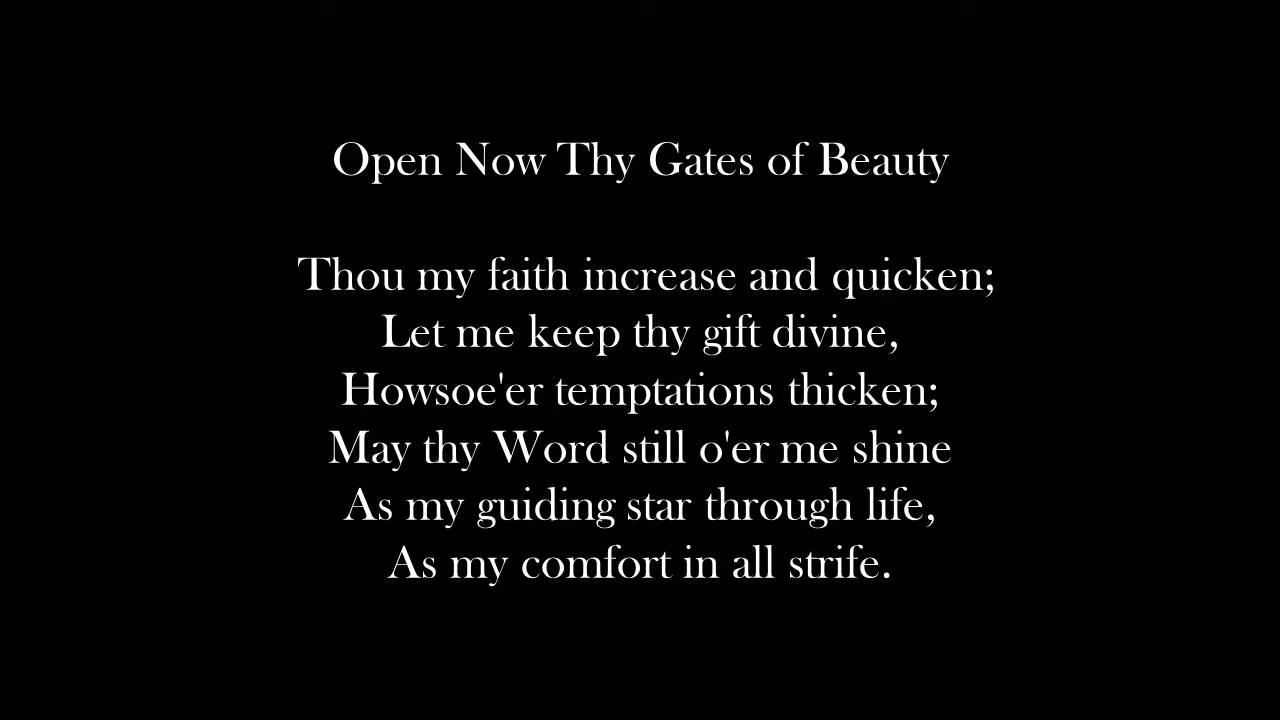 Open Now Thy Gates of Beauty
Thou my faith increase and quicken;
Let me keep thy gift divine,
Howsoe'er temptations thicken;
May thy Word still o'er me shine
As my guiding star through life,
As my comfort in all strife.